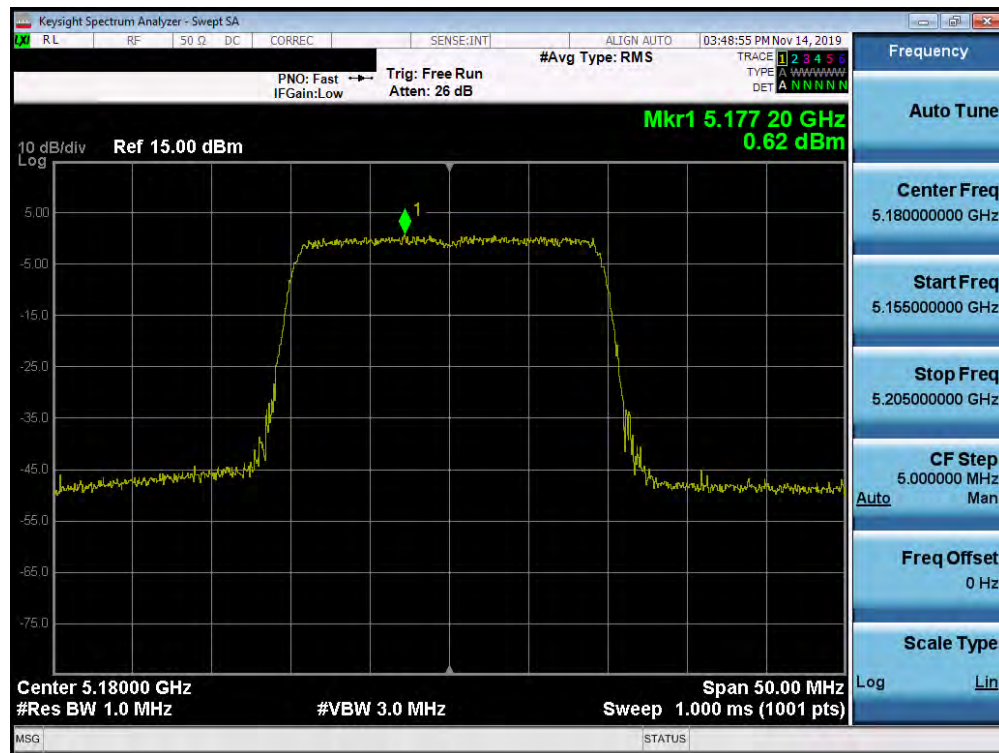 Keysight Spectrum Analyzer - Swept SA
LXI RL RF 50 Ω DC CORREC SENSE:INT ALIGN AUTO 03:48:55 PM Nov 14, 2019
#Avg Type: RMS TRACE 1 2 3 4 5 6
TYPE A WWWWW
PNO: Fast Trig: Free Run
IFGain:Low Atten: 26 dB DET A N N N N N
Mkr1 5.177 20 GHz
0.62 dBm
10 dB/div Ref 15.00 dBm
Log
1
5.00
-5.00
-15.0
-25.0
-35.0
-45.0
-55.0
-65.0
-75.0
Center 5.18000 GHz Span 50.00 MHz
#Res BW 1.0 MHz #VBW 3.0 MHz Sweep 1.000 ms (1001 pts)
MSG STATUS
Frequency
Auto Tune
Center Freq
5.180000000 GHz
Start Freq
5.155000000 GHz
Stop Freq
5.205000000 GHz
CF Step
5.000000 MHz
Auto Man
Freq Offset
0 Hz
Scale Type
Log Lin